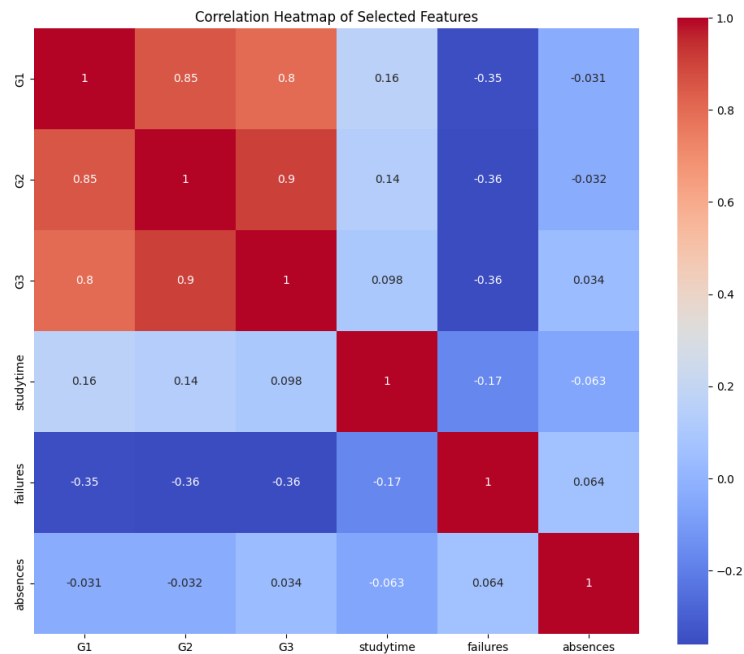 Correlation Heatmap of Selected Features
G1 1 0.85 0.8 0.16 -0.35 -0.031
G2 0.85 1 0.9 0.14 -0.36 -0.032
G3 0.8 0.9 1 0.098 -0.36 0.034
studytime 0.16 0.14 0.098 1 -0.17 -0.063
failures -0.35 -0.36 -0.36 -0.17 1 0.064
absences -0.031 -0.032 0.034 -0.063 0.064 1
G1 G2 G3 studytime failures absences
1.0
0.8
0.6
0.4
0.2
0.0
−0.2